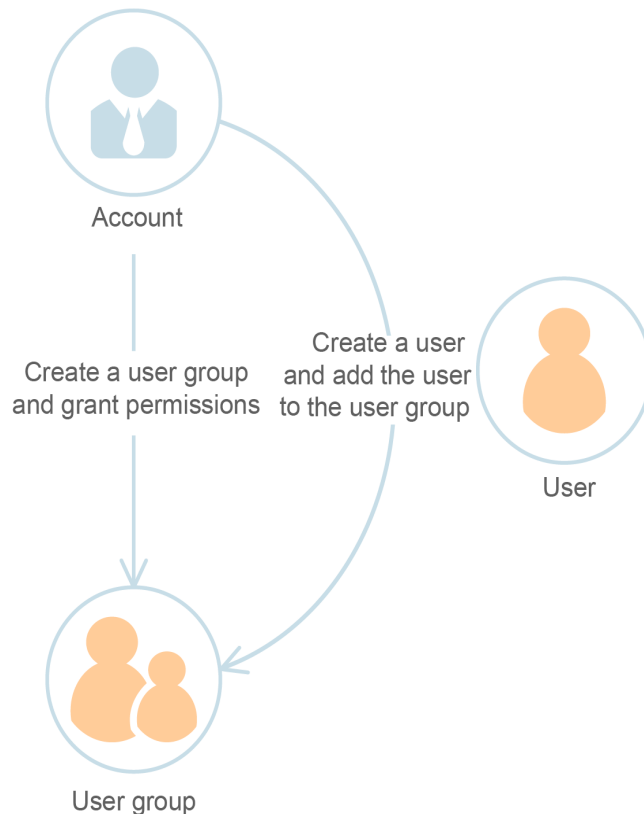 Account
Create a user group
and grant permissions
Create a user
and add the user
to the user group
User
User group